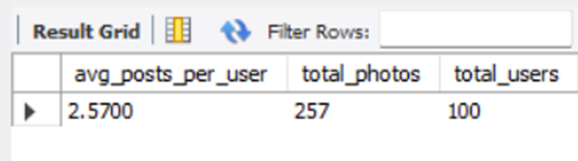 Result Grid Filter Rows:
avg_posts_per_user total_photos total_users
2.5700 257 100